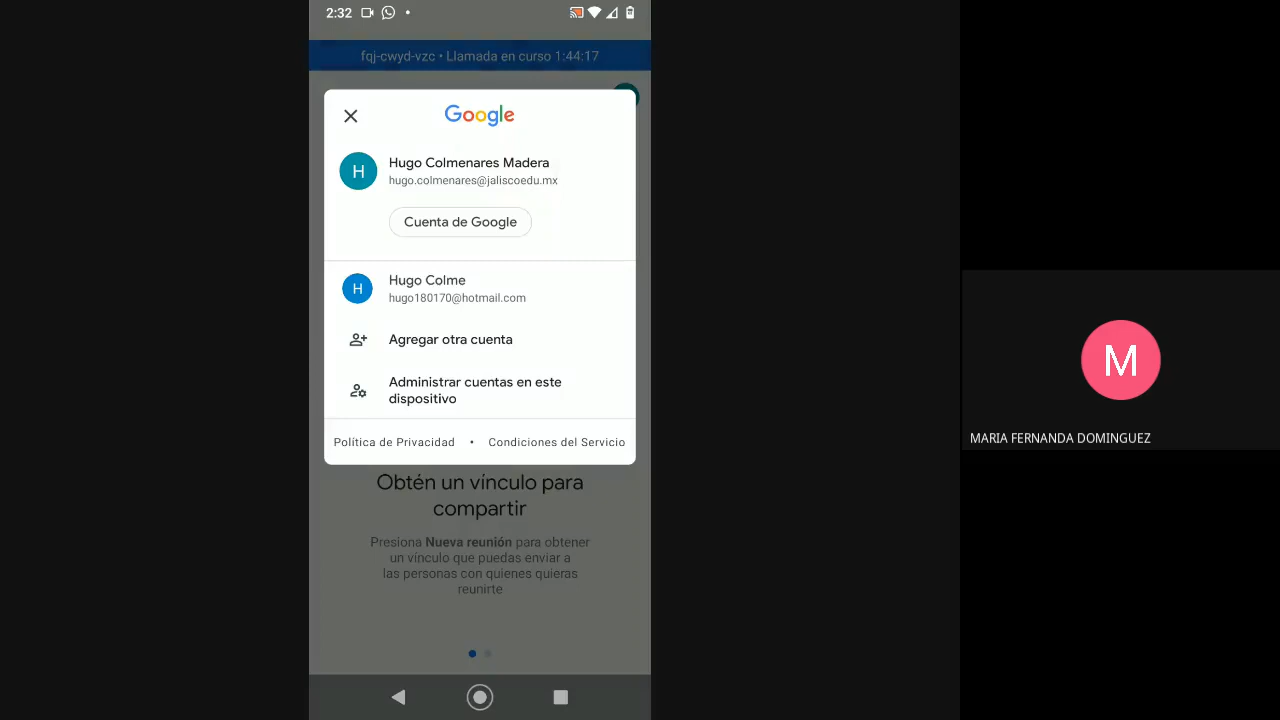 2:32
fqj-cwyd-vzc • Llamada en curso 1:44:17
Google
H
Hugo Colmenares Madera
hugo.colmenares@jaliscoedu.mx
Cuenta de Google
H
Hugo Colme
hugo180170@hotmail.com
Agregar otra cuenta
Administrar cuentas en este
dispositivo
Política de Privacidad • Condiciones del Servicio
Obtén un vínculo para
compartir
Presiona Nueva reunión para obtener
un vínculo que puedas enviar a
las personas con quienes quieras
reunirte
M
MARIA FERNANDA DOMINGUEZ